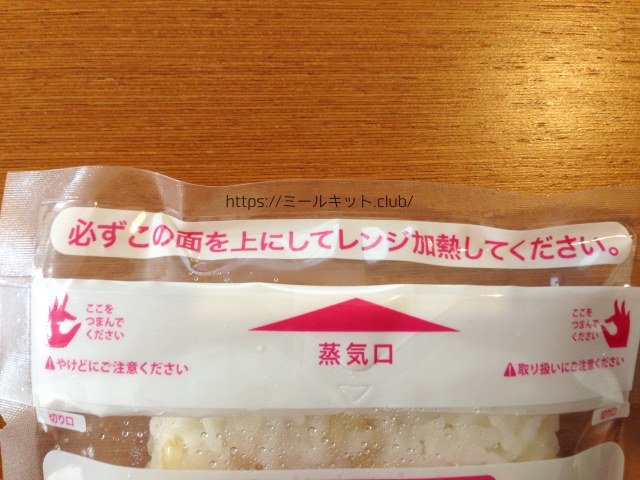 https://ミールキット.club/
必ずこの面を上にしてレンジ加熱してください。
ここを
つまんで
ください
ここを
つまんで
ください
蒸気口
⚠やけどにご注意ください
⚠取り扱いにご注意ください
切り口
切り口